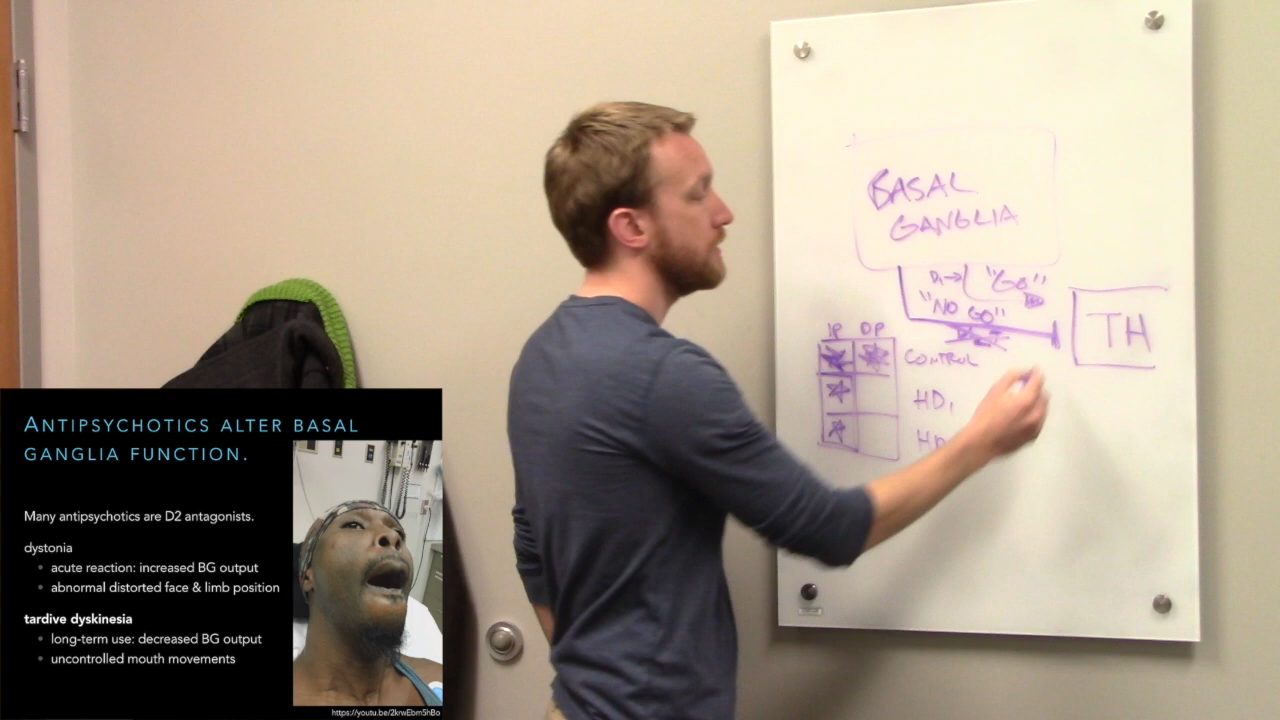 BASAL
GANGLIA
D₁→ "GO"
"NO GO"
TH
IP DP
CONTROL
HD₁
ANTIPSYCHOTICS ALTER BASAL
GANGLIA FUNCTION.
Many antipsychotics are D2 antagonists.
dystonia
• acute reaction: increased BG output
• abnormal distorted face & limb position
tardive dyskinesia
• long-term use: decreased BG output
• uncontrolled mouth movements
https://youtu.be/2krwEbm5hBo